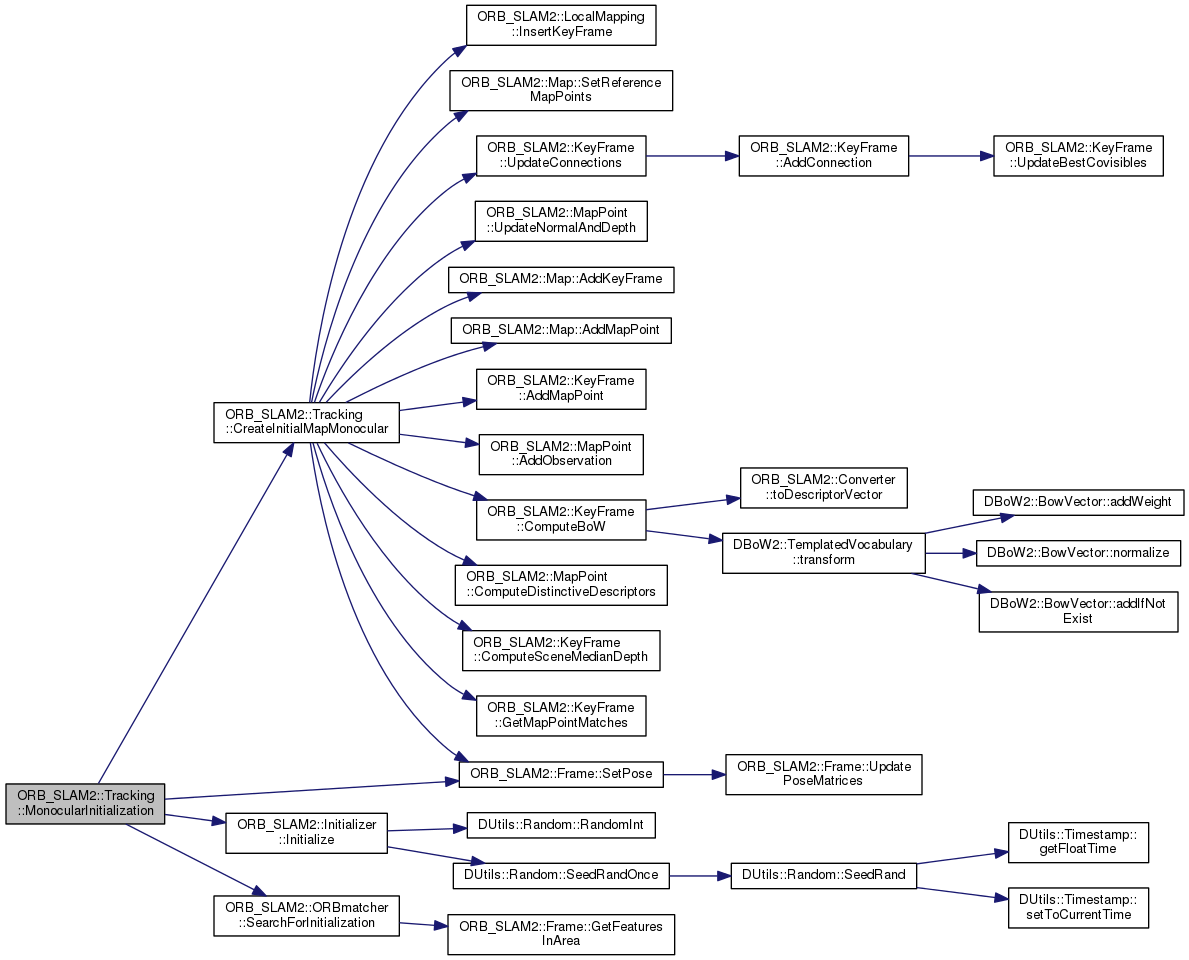 ORB_SLAM2::LocalMapping
::InsertKeyFrame
ORB_SLAM2::Map::SetReference
MapPoints
ORB_SLAM2::KeyFrame
::UpdateConnections
ORB_SLAM2::KeyFrame
::AddConnection
ORB_SLAM2::KeyFrame
::UpdateBestCovisibles
ORB_SLAM2::MapPoint
::UpdateNormalAndDepth
ORB_SLAM2::Map::AddKeyFrame
ORB_SLAM2::Map::AddMapPoint
ORB_SLAM2::KeyFrame
::AddMapPoint
ORB_SLAM2::Tracking
::CreateInitialMapMonocular
ORB_SLAM2::MapPoint
::AddObservation
ORB_SLAM2::KeyFrame
::ComputeBoW
ORB_SLAM2::Converter
::toDescriptorVector
DBoW2::TemplatedVocabulary
::transform
DBoW2::BowVector::addWeight
DBoW2::BowVector::normalize
DBoW2::BowVector::addIfNot
Exist
ORB_SLAM2::MapPoint
::ComputeDistinctiveDescriptors
ORB_SLAM2::KeyFrame
::ComputeSceneMedianDepth
ORB_SLAM2::KeyFrame
::GetMapPointMatches
ORB_SLAM2::Frame::SetPose
ORB_SLAM2::Frame::Update
PoseMatrices
ORB_SLAM2::Tracking
::MonocularInitialization
ORB_SLAM2::Initializer
::Initialize
DUtils::Random::RandomInt
DUtils::Random::SeedRandOnce
DUtils::Random::SeedRand
DUtils::Timestamp::
getFloatTime
DUtils::Timestamp::
setToCurrentTime
ORB_SLAM2::ORBmatcher
::SearchForInitialization
ORB_SLAM2::Frame::GetFeatures
InArea